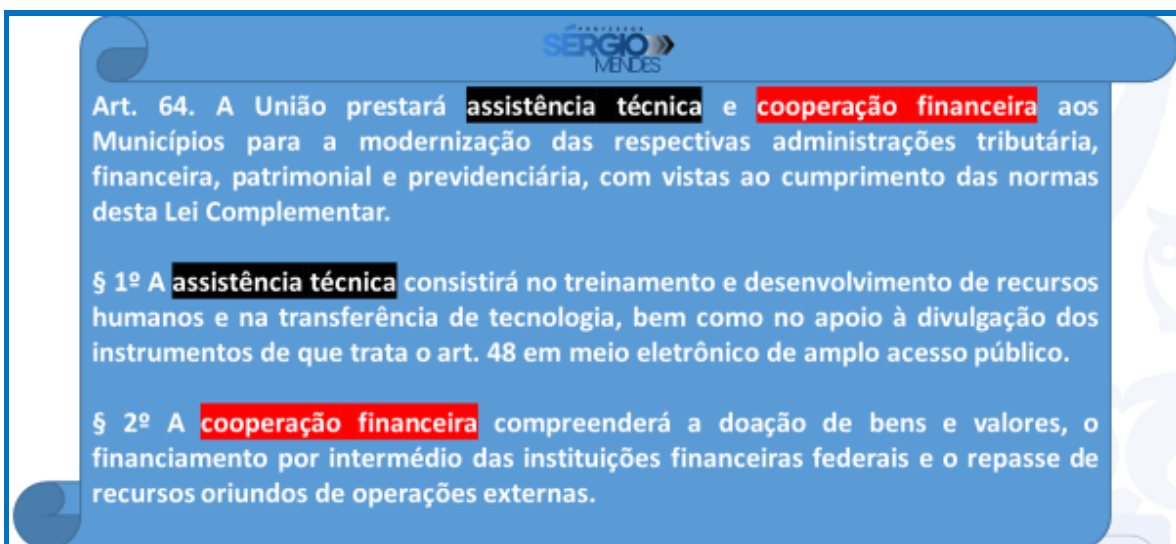 PROFESSOR
SÉRGIO
MENDES
Art. 64. A União prestará assistência técnica e cooperação financeira aos
Municípios para a modernização das respectivas administrações tributária,
financeira, patrimonial e previdenciária, com vistas ao cumprimento das normas
desta Lei Complementar.
§ 1º A assistência técnica consistirá no treinamento e desenvolvimento de recursos
humanos e na transferência de tecnologia, bem como no apoio à divulgação dos
instrumentos de que trata o art. 48 em meio eletrônico de amplo acesso público.
§ 2º A cooperação financeira compreenderá a doação de bens e valores, o
financiamento por intermédio das instituições financeiras federais e o repasse de
recursos oriundos de operações externas.